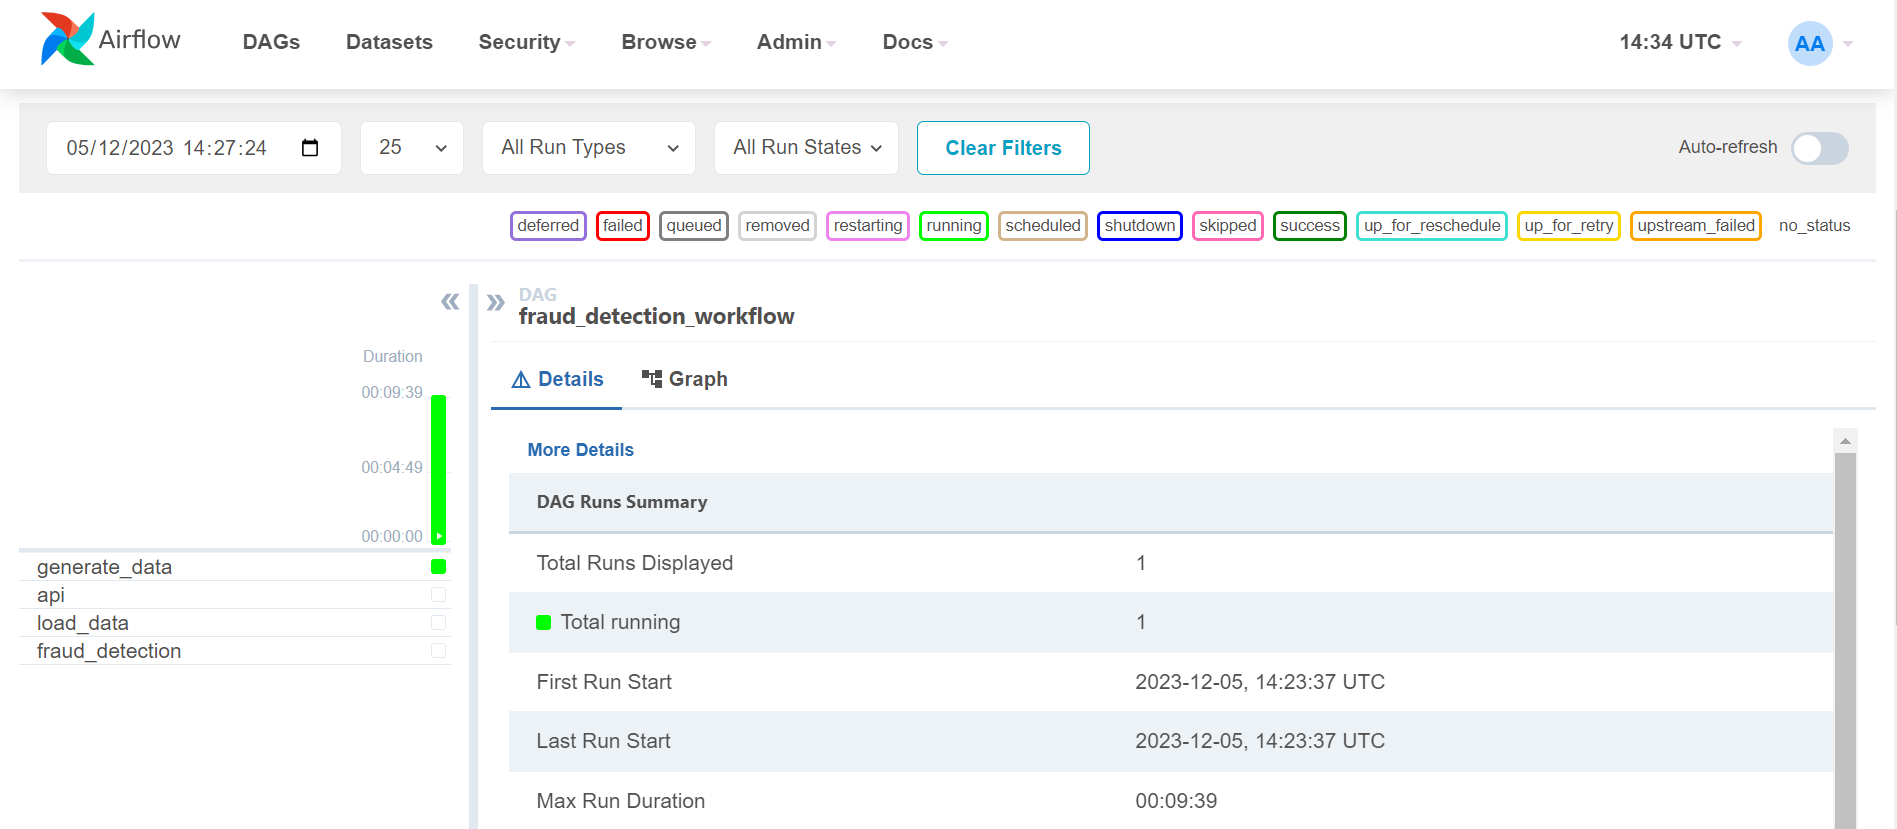 Airflow DAGs Datasets Security Browse Admin Docs 14:34 UTC AA
05/12/2023 14:27:24 25 All Run Types All Run States Clear Filters Auto-refresh
deferred failed queued removed restarting running scheduled shutdown skipped success up_for_reschedule up_for_retry upstream_failed no_status
DAG
fraud_detection_workflow
Duration
00:09:39
00:04:49
00:00:00
generate_data
api
load_data
fraud_detection
Details Graph
More Details
DAG Runs Summary
Total Runs Displayed 1
Total running 1
First Run Start 2023-12-05, 14:23:37 UTC
Last Run Start 2023-12-05, 14:23:37 UTC
Max Run Duration 00:09:39